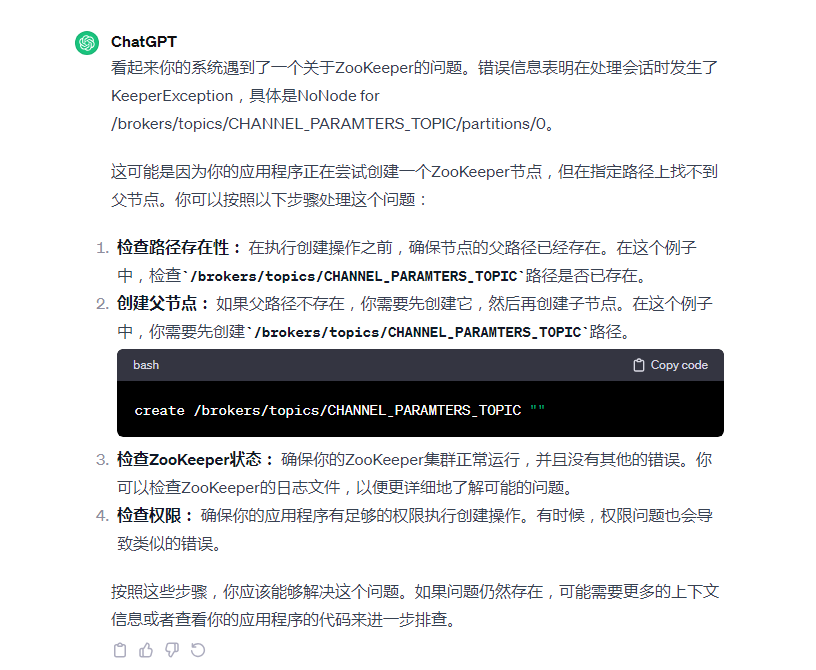 ChatGPT
看起来你的系统遇到了一个关于ZooKeeper的问题。错误信息表明在处理会话时发生了
KeeperException，具体是NoNode for
/brokers/topics/CHANNEL_PARAMTERS_TOPIC/partitions/0。
这可能是因为你的应用程序正在尝试创建一个ZooKeeper节点，但在指定路径上找不到
父节点。你可以按照以下步骤处理这个问题：
1. 检查路径存在性： 在执行创建操作之前，确保节点的父路径已经存在。在这个例子
中，检查`/brokers/topics/CHANNEL_PARAMTERS_TOPIC`路径是否已存在。
2. 创建父节点： 如果父路径不存在，你需要先创建它，然后再创建子节点。在这个例子
中，你需要先创建`/brokers/topics/CHANNEL_PARAMTERS_TOPIC`路径。
bash Copy code
create /brokers/topics/CHANNEL_PARAMTERS_TOPIC ""
3. 检查ZooKeeper状态： 确保你的ZooKeeper集群正常运行，并且没有其他的错误。你
可以检查ZooKeeper的日志文件，以便更详细地了解可能的问题。
4. 检查权限： 确保你的应用程序有足够的权限执行创建操作。有时候，权限问题也会导
致类似的错误。
按照这些步骤，你应该能够解决这个问题。如果问题仍然存在，可能需要更多的上下文
信息或者查看你的应用程序的代码来进一步排查。